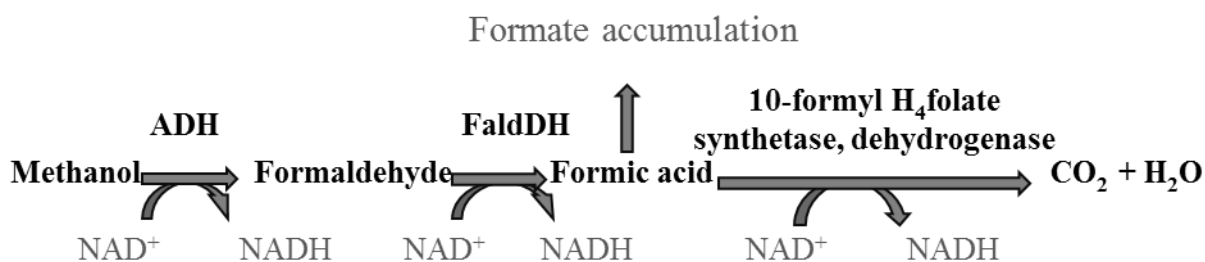 Formate accumulation
10-formyl H₄folate
ADH FaldDH synthetase, dehydrogenase
Methanol Formaldehyde Formic acid CO₂ + H₂O
NAD⁺ NADH NAD⁺ NADH NAD⁺ NADH